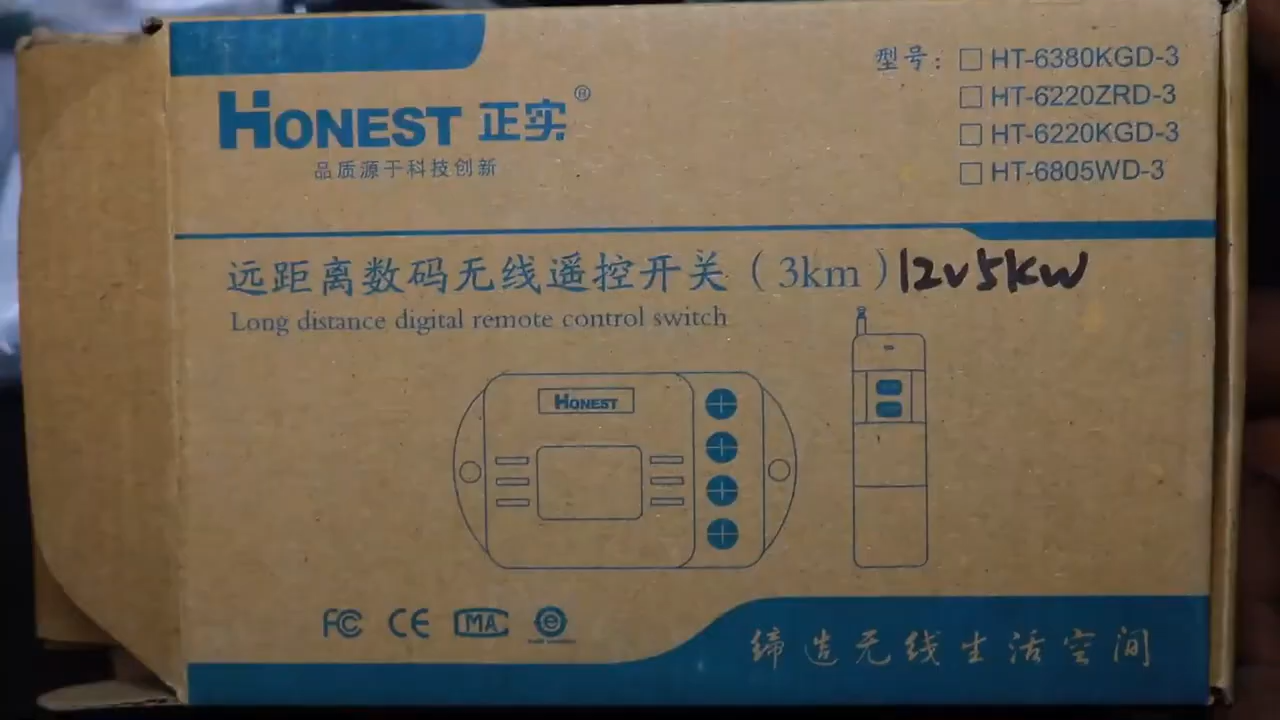 HONEST 正实®
品质源于科技创新
型号: □ HT-6380KGD-3
□ HT-6220ZRD-3
□ HT-6220KGD-3
□ HT-6805WD-3
远距离数码无线遥控开关（3km）12V5KW
Long distance digital remote control switch
HONEST
FC CE MA e
缔造无线生活空间